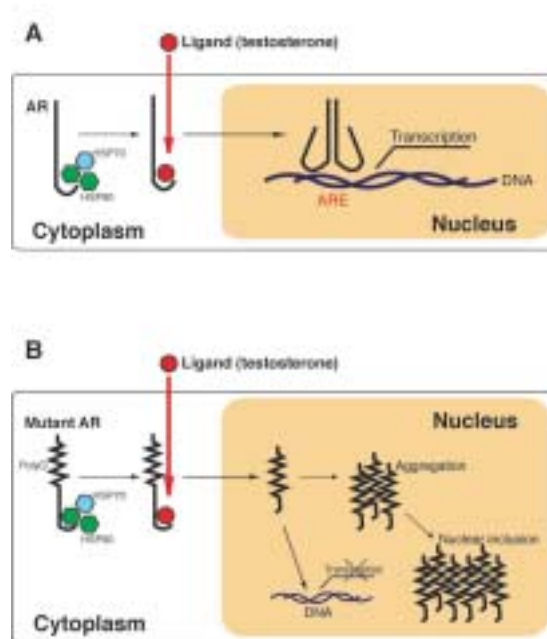 A
Ligand (testosterone)
AR
HSP70
HSP90
Transcription
DNA
ARE
Cytoplasm
Nucleus
B
Ligand (testosterone)
Mutant AR
Nucleus
PolyQ
Aggregation
HSP70
HSP90
Nuclear inclusion
Transcription
DNA
Cytoplasm